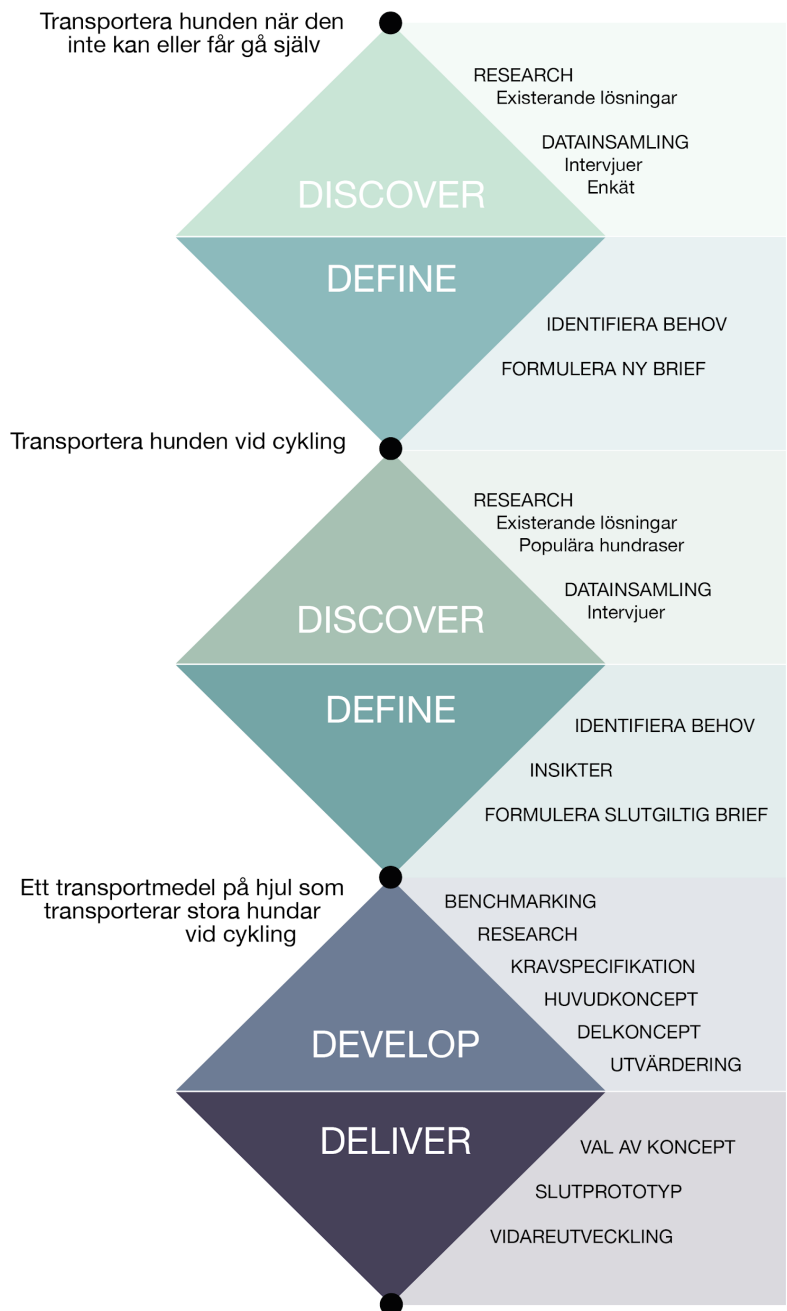 Transportera hunden när den
inte kan eller får gå själv
RESEARCH
Existerande lösningar
DATAINSAMLING
Intervjuer
Enkät
DISCOVER
DEFINE
IDENTIFIERA BEHOV
FORMULERA NY BRIEF
Transportera hunden vid cykling
RESEARCH
Existerande lösningar
Populära hundraser
DATAINSAMLING
Intervjuer
DISCOVER
DEFINE
IDENTIFIERA BEHOV
INSIKTER
FORMULERA SLUTGILTIG BRIEF
Ett transportmedel på hjul som
transporterar stora hundar
vid cykling
BENCHMARKING
RESEARCH
KRAVSPECIFIKATION
HUVUDKONCEPT
DELKONCEPT
UTVÄRDERING
DEVELOP
DELIVER
VAL AV KONCEPT
SLUTPROTOTYP
VIDAREUTVECKLING